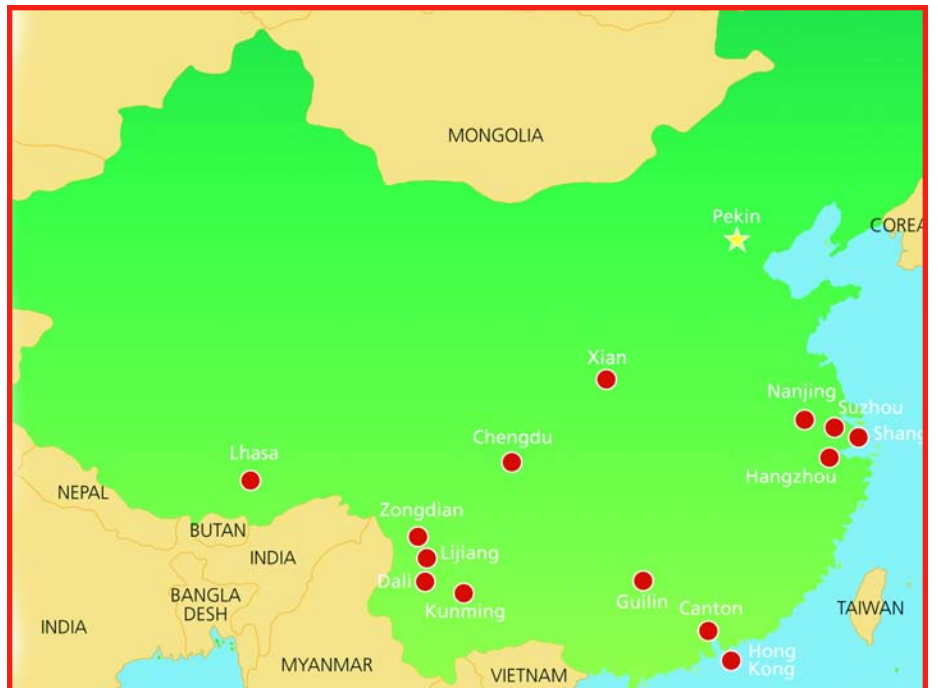 MONGOLIA
Pekin
COREA
Xian
Nanjing
Suzhou
Shang
Chengdu
Hangzhou
Lhasa
NEPAL
Zongdian
BUTAN
INDIA
Lijiang
Dali
BANGLA
DESH
Kunming
Guilin
Canton
TAIWAN
INDIA
Hong
Kong
MYANMAR
VIETNAM